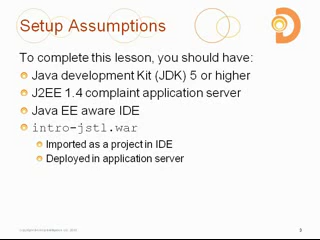 Setup Assumptions
To complete this lesson, you should have:
Java development Kit (JDK) 5 or higher
J2EE 1.4 complaint application server
Java EE aware IDE
intro-jstl.war
Imported as a project in IDE
Deployed in application server